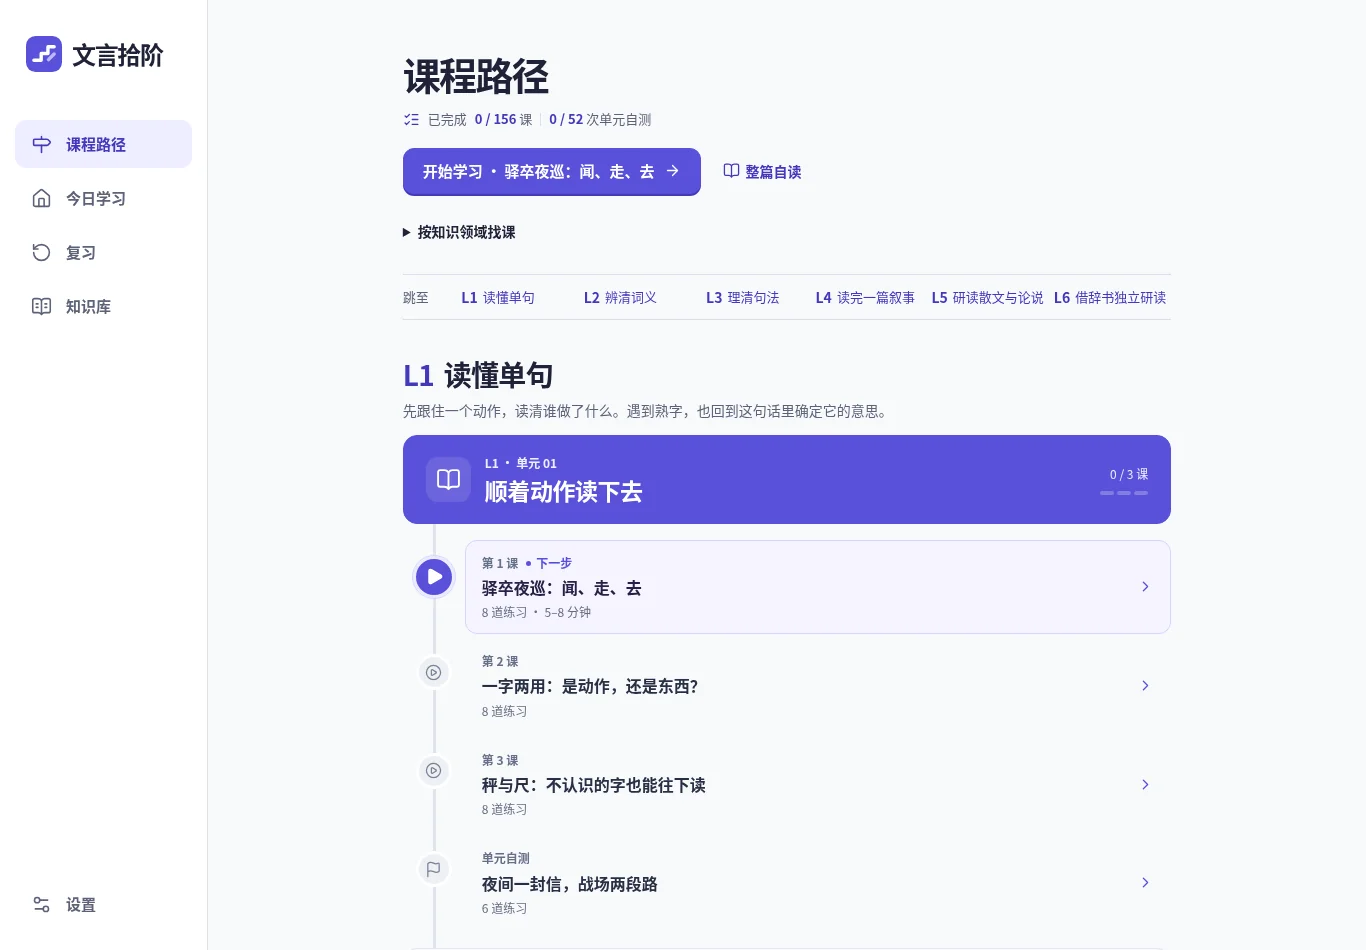 文言拾阶
课程路径
今日学习
复习
知识库
设置
课程路径
已完成 0 / 156 课 0 / 52 次单元自测
开始学习 · 驿卒夜巡：闻、走、去
整篇自读
按知识领域找课
跳至 L1 读懂单句 L2 辨清词义 L3 理清句法 L4 读完一篇叙事 L5 研读散文与论说 L6 借辞书独立研读
L1 读懂单句
先跟住一个动作，读清谁做了什么。遇到熟字，也回到这句话里确定它的意思。
L1 · 单元 01
顺着动作读下去
0 / 3 课
第 1 课 • 下一步
驿卒夜巡：闻、走、去
8 道练习 · 5–8 分钟
第 2 课
一字两用：是动作，还是东西？
8 道练习
第 3 课
秤与尺：不认识的字也能往下读
8 道练习
单元自测
夜间一封信，战场两段路
6 道练习